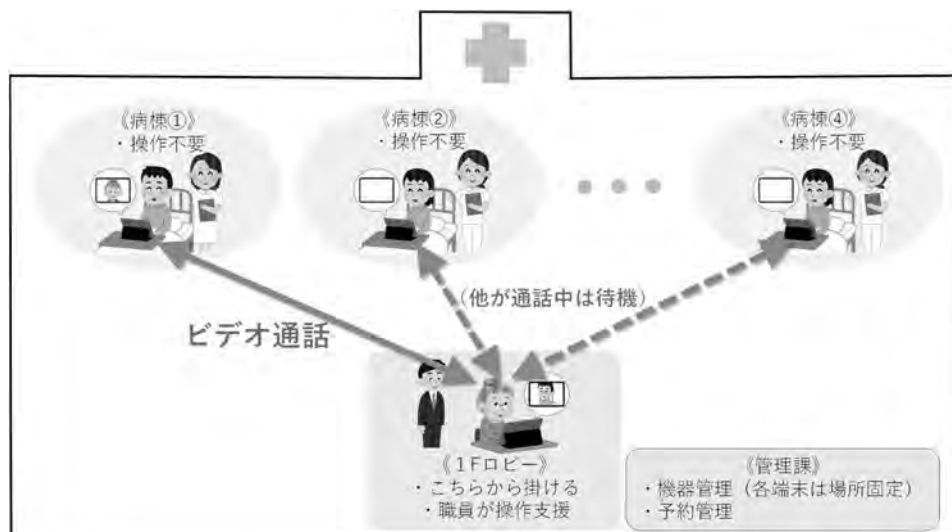 《病棟①》
・操作不要
《病棟②》
・操作不要
《病棟④》
・操作不要
(他が通話中は待機)
ビデオ通話
《1Fロビー》
・こちらから掛ける
・職員が操作支援
《管理課》
・機器管理(各端末は場所固定)
・予約管理